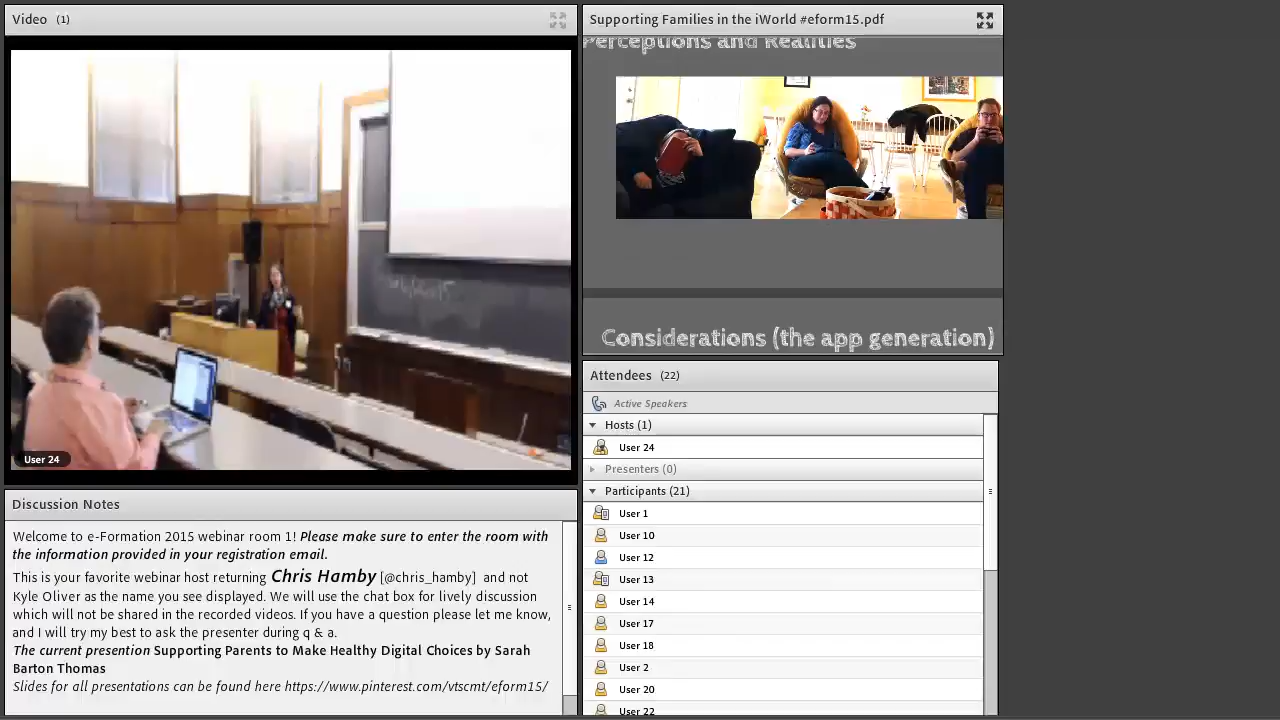 Video (1)
User 24
Discussion Notes
Welcome to e-Formation 2015 webinar room 1! Please make sure to enter the room with
the information provided in your registration email.
This is your favorite webinar host returning Chris Hamby [@chris_hamby] and not
Kyle Oliver as the name you see displayed. We will use the chat box for lively discussion
which will not be shared in the recorded videos. If you have a question please let me know,
and I will try my best to ask the presenter during q & a.
The current presention Supporting Parents to Make Healthy Digital Choices by Sarah
Barton Thomas
Slides for all presentations can be found here https://www.pinterest.com/vtscmt/eform15/
Supporting Families in the iWorld #eform15.pdf
Perceptions and Realities
Considerations (the app generation)
Attendees (22)
Active Speakers
Hosts (1)
User 24
Presenters (0)
Participants (21)
User 1
User 10
User 12
User 13
User 14
User 17
User 18
User 2
User 20
User 22